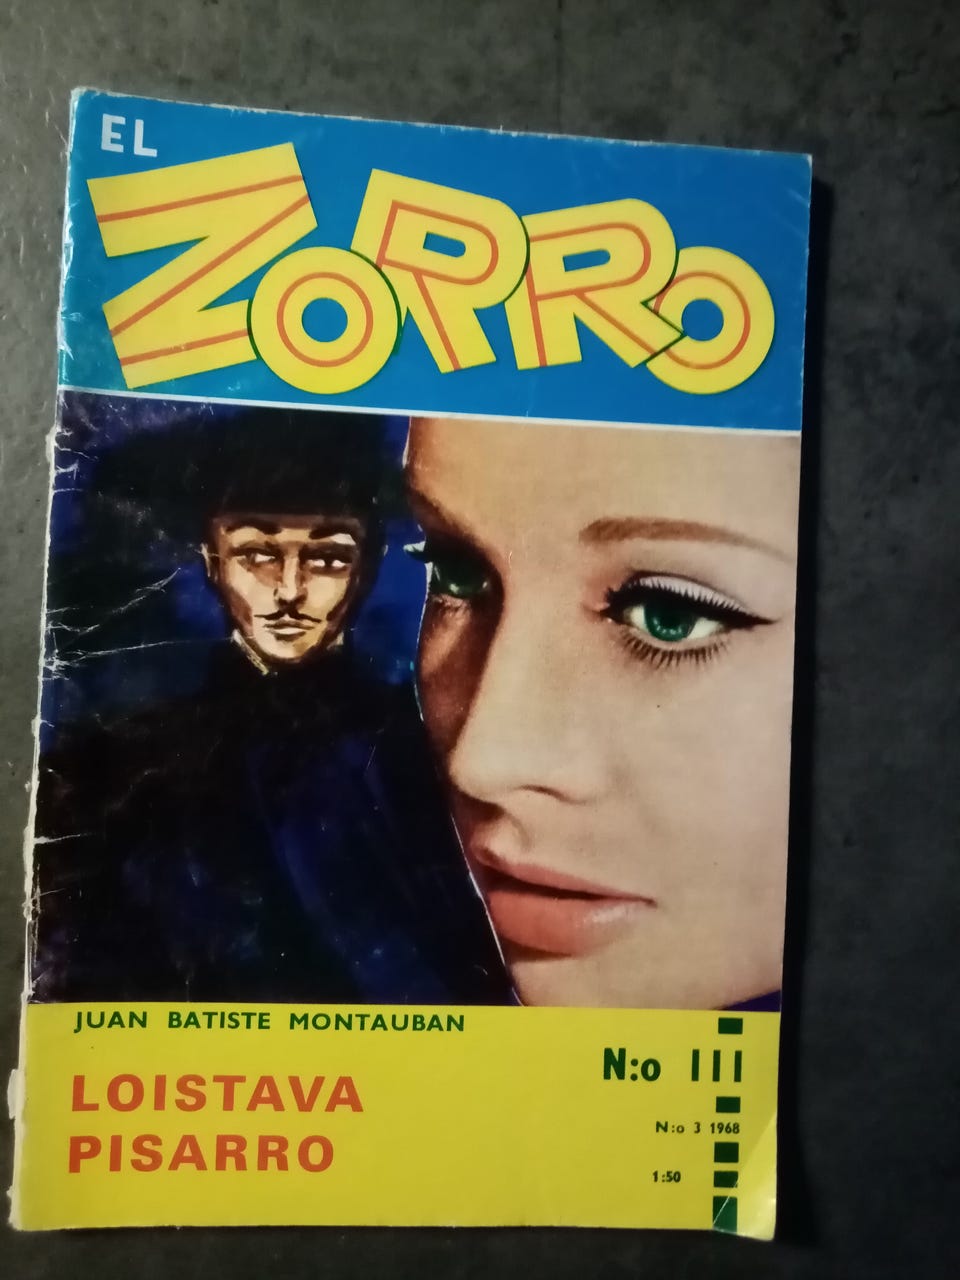 EL
ZORRO
JUAN BATISTE MONTAUBAN
LOISTAVA
PISARRO
N:o 111
N:o 3 1968
1:50